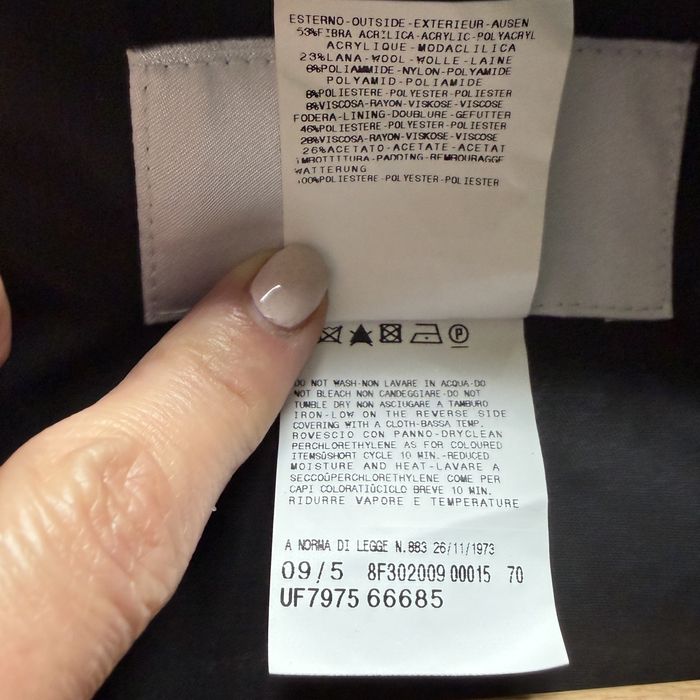 ESTERNO-OUTSIDE-EXTERIEUR-AUSEN
53%FIBRA ACRILICA-ACRYLIC-POLYACRYL
ACRYLIQUE-MODACLILICA
23%LANA-WOOL-WOLLE-LAINE
8%POLIAMMIDE-NYLON-POLYAMIDE
POLYAMID-POLIAMIDE
8%POLIESTERE-POLYESTER-POLIESTER
8%VISCOSA-RAYON-VISKOSE-VISCOSE
FODERA-LINING-DOUBLURE-GEFUTTER
46%POLIESTERE-POLYESTER-POLIESTER
28%VISCOSA-RAYON-VISKOSE-VISCOSE
26%ACETATO-ACETATE-ACETAT
IMBOTTITURA-PADDING-REMBOURAGGE
WATTERUNG
100%POLIESTERE-POLYESTER-POLIESTER
P
DO NOT WASH-NON LAVARE IN ACQUA-DO
NOT BLEACH NON CANDEGGIARE-DO NOT
TUMBLE DRY NON ASCIUGARE A TAMBURO
IRON-LOW ON THE REVERSE SIDE
COVERING WITH A CLOTH-BASSA TEMP.
ROVESCIO CON PANNO-DRYCLEAN
PERCHLORETHYLENE AS FOR COLOURED
ITEMSÛSHORT CYCLE 10 MIN.-REDUCED
MOISTURE AND HEAT-LAVARE A
SECCOÛPERCHLORETHYLENE COME PER
CAPI COLORATIÛCICLO BREVE 10 MIN.
RIDURRE VAPORE E TEMPERATURE
A NORMA DI LEGGE N.883 26/11/1973
09/5 8F302009 00015 70
UF7975 66685